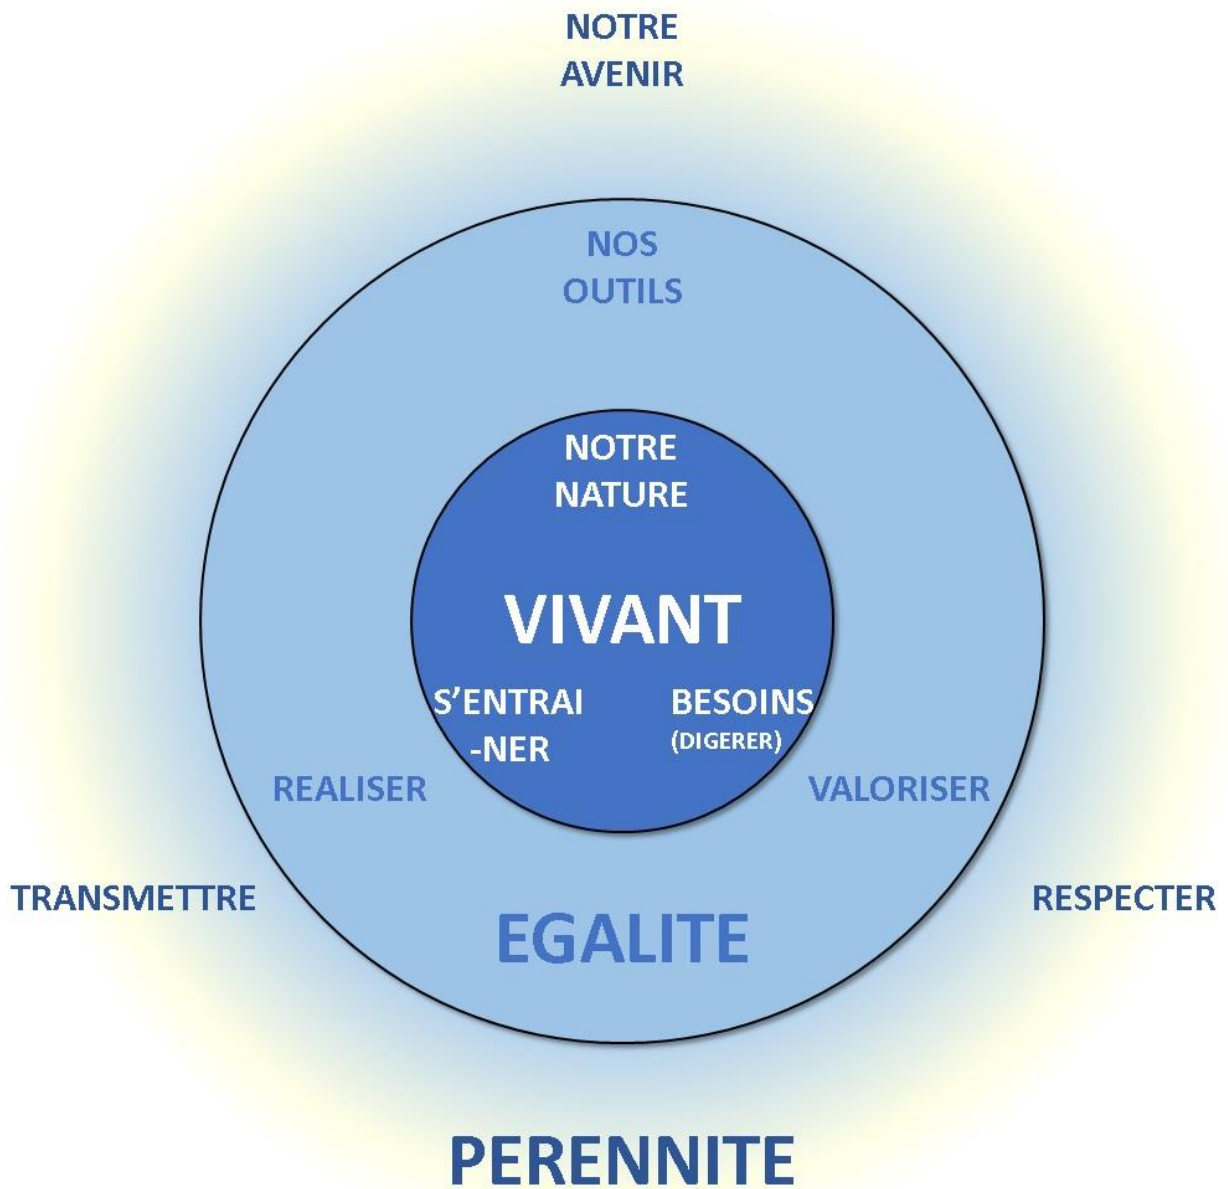 NOTRE
AVENIR
NOS
OUTILS
NOTRE
NATURE
VIVANT
S’ENTRAI
-NER
BESOINS
(DIGERER)
REALISER
VALORISER
TRANSMETTRE
RESPECTER
EGALITE
PERENNITE